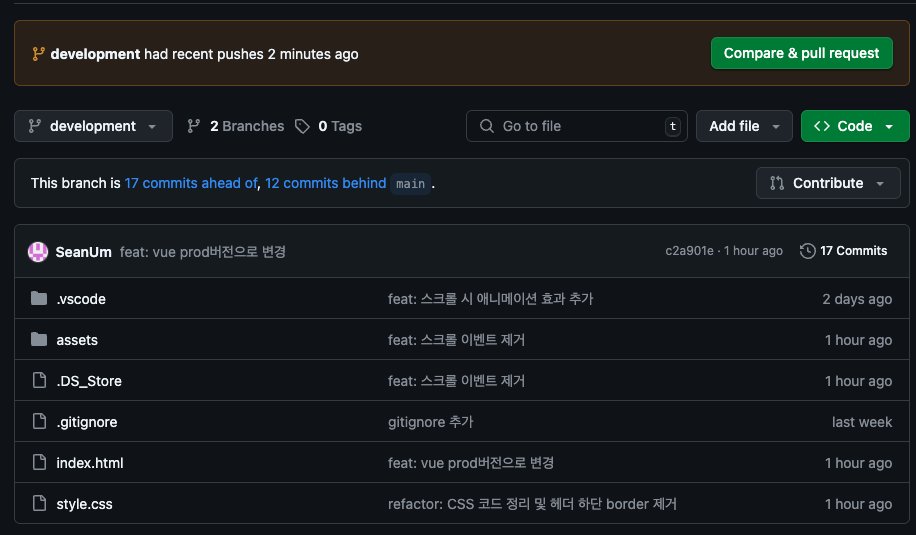 development had recent pushes 2 minutes ago
Compare & pull request
development
2 Branches
0 Tags
Go to file
t
Add file
<> Code
This branch is 17 commits ahead of, 12 commits behind main .
Contribute
SeanUm feat: vue prod버전으로 변경
c2a901e · 1 hour ago
17 Commits
.vscode feat: 스크롤 시 애니메이션 효과 추가 2 days ago
assets feat: 스크롤 이벤트 제거 1 hour ago
.DS_Store feat: 스크롤 이벤트 제거 1 hour ago
.gitignore gitignore 추가 last week
index.html feat: vue prod버전으로 변경 1 hour ago
style.css refactor: CSS 코드 정리 및 헤더 하단 border 제거 1 hour ago